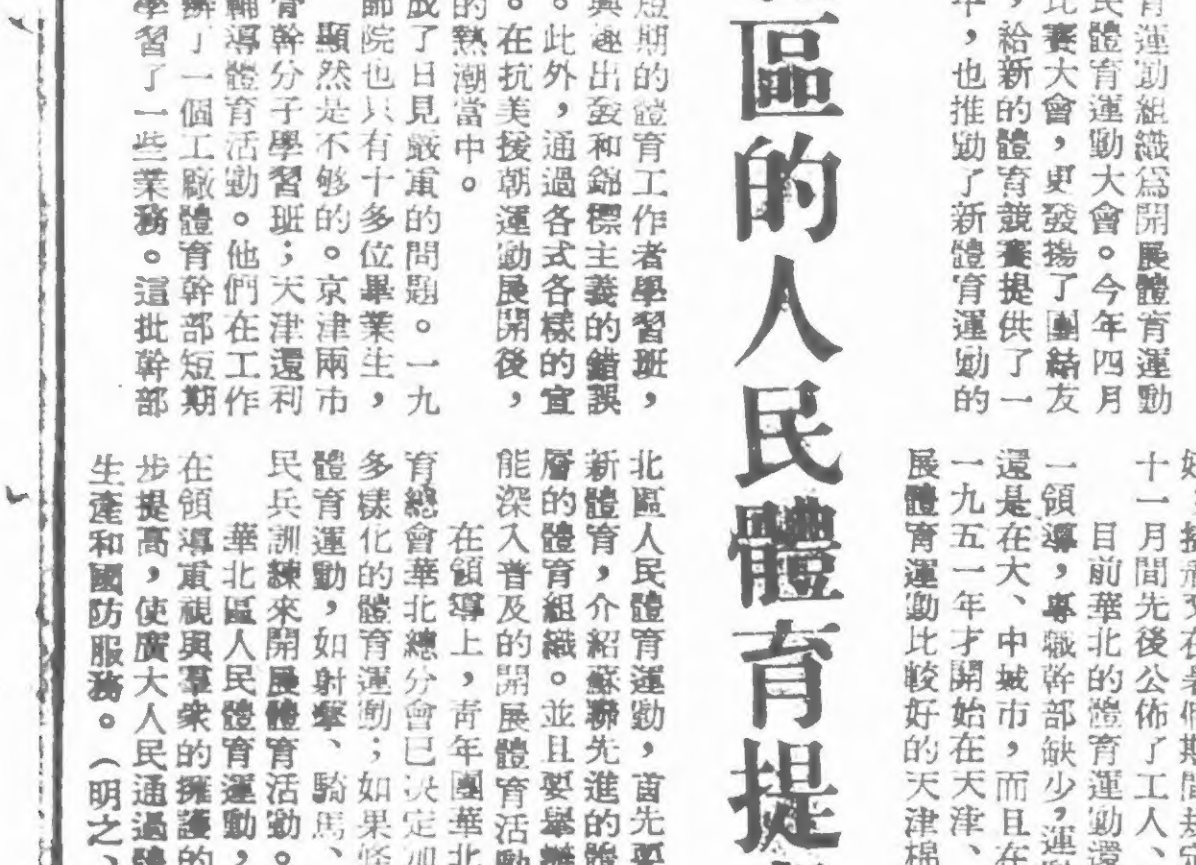 育運動組織爲開展體育運動
民體育運動大會。今年四月
比賽大會,更發揚了團結友
,給新的體育競賽提供了一
年,也推動了新體育運動的
十一月間先後公佈了工人、
目前華北的體育運動還
一領導,專職幹部缺少,運
還是在大、中城市,而且在
一九五一年才開始在天津、
展體育運動比較好的天津棉
區的人民體育提
短期的體育工作者學習班,
興趣出發和錦標主義的錯誤
。此外,通過各式各樣的宣
。在抗美援朝運動展開後,
的熱潮當中。
成了日見嚴重的問題。一九
師院也只有十多位畢業生,
顯然是不够的。京津兩市
育幹分子學習班;天津還利
輔導體育活動。他們在工作
辦了一個工廠體育幹部短期
學習了一些業務。這批幹部
北區人民體育運動,首先要
新體育,介紹蘇聯先進的體
層的體育組織。並且要舉辦
能深入普及的開展體育活動
在領導上,青年團華北
育總會華北總分會已决定加
多樣化的體育運動;如果
體育運動,如射擊、騎馬、
民兵訓練來開展體育活動。
華北區人民體育運動,
在領導重視與羣衆的擁護的
步提高,使廣大人民通過體
生產和國防服務。(明之、